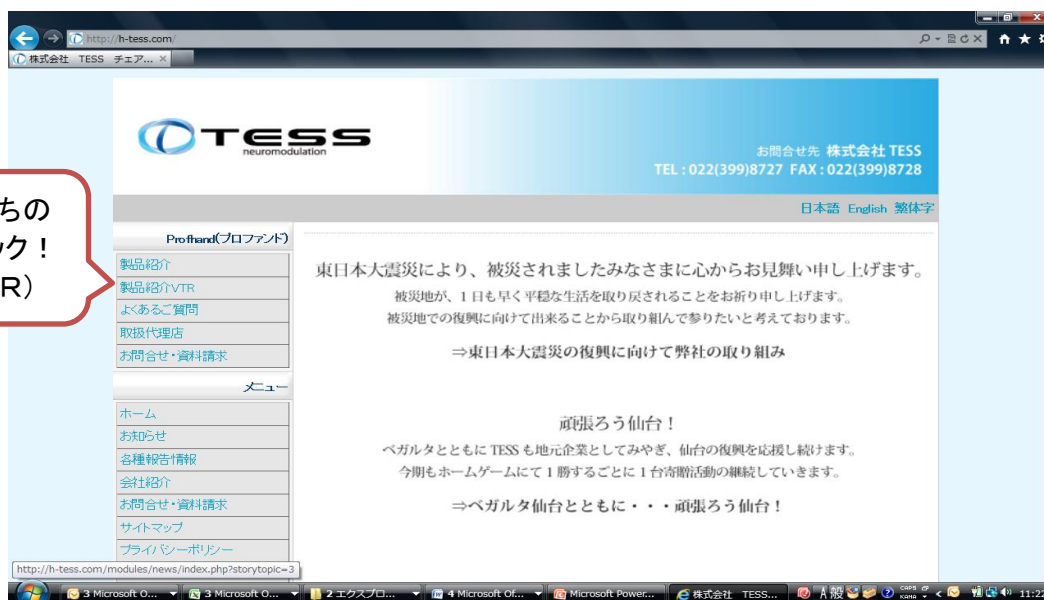 http://h-tess.com/
株式会社 TESS チェア... ×
TESS
neuromodulation
お問合せ先 株式会社 TESS
TEL : 022(399)8727 FAX : 022(399)8728
日本語 English 繁体字
ちの
ック！
R）
Profhand(プロファンド)
製品紹介
製品紹介VTR
よくあるご質問
取扱代理店
お問合せ・資料請求
メニュー
ホーム
お知らせ
各種報告情報
会社紹介
お問合せ・資料請求
サイトマップ
プライバシーポリシー
東日本大震災により、被災されましたみなさまに心からお見舞い申し上げます。
被災地が、1日も早く平穏な生活を取り戻されることをお祈り申し上げます。
被災地での復興に向けて出来ることから取り組んで参りたいと考えております。
⇒東日本大震災の復興に向けて弊社の取り組み
頑張ろう仙台！
ベガルタとともに TESS も地元企業としてみやぎ、仙台の復興を応援し続けます。
今期もホームゲームにて1勝するごとに1台寄贈活動の継続していきます。
⇒ベガルタ仙台とともに・・・頑張ろう仙台！
http://h-tess.com/modules/news/index.php?storytopic=3
3 Microsoft O... 3 Microsoft O... 2 エクスプロ... 4 Microsoft Of... Microsoft Power... 株式会社 TESS... A 般 CAPS KANA 11:22